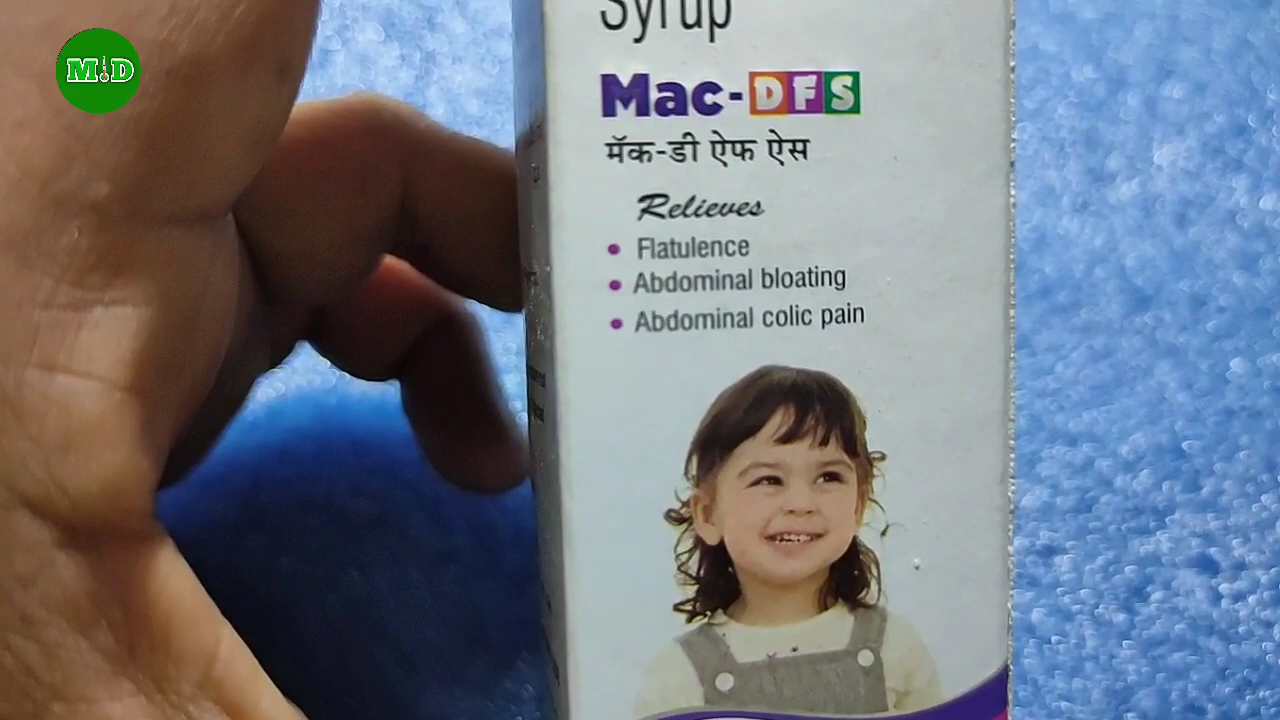 M D
Syrup
Mac-DFS
मॅक-डी ऐफ ऐस
Relieves
• Flatulence
• Abdominal bloating
• Abdominal colic pain